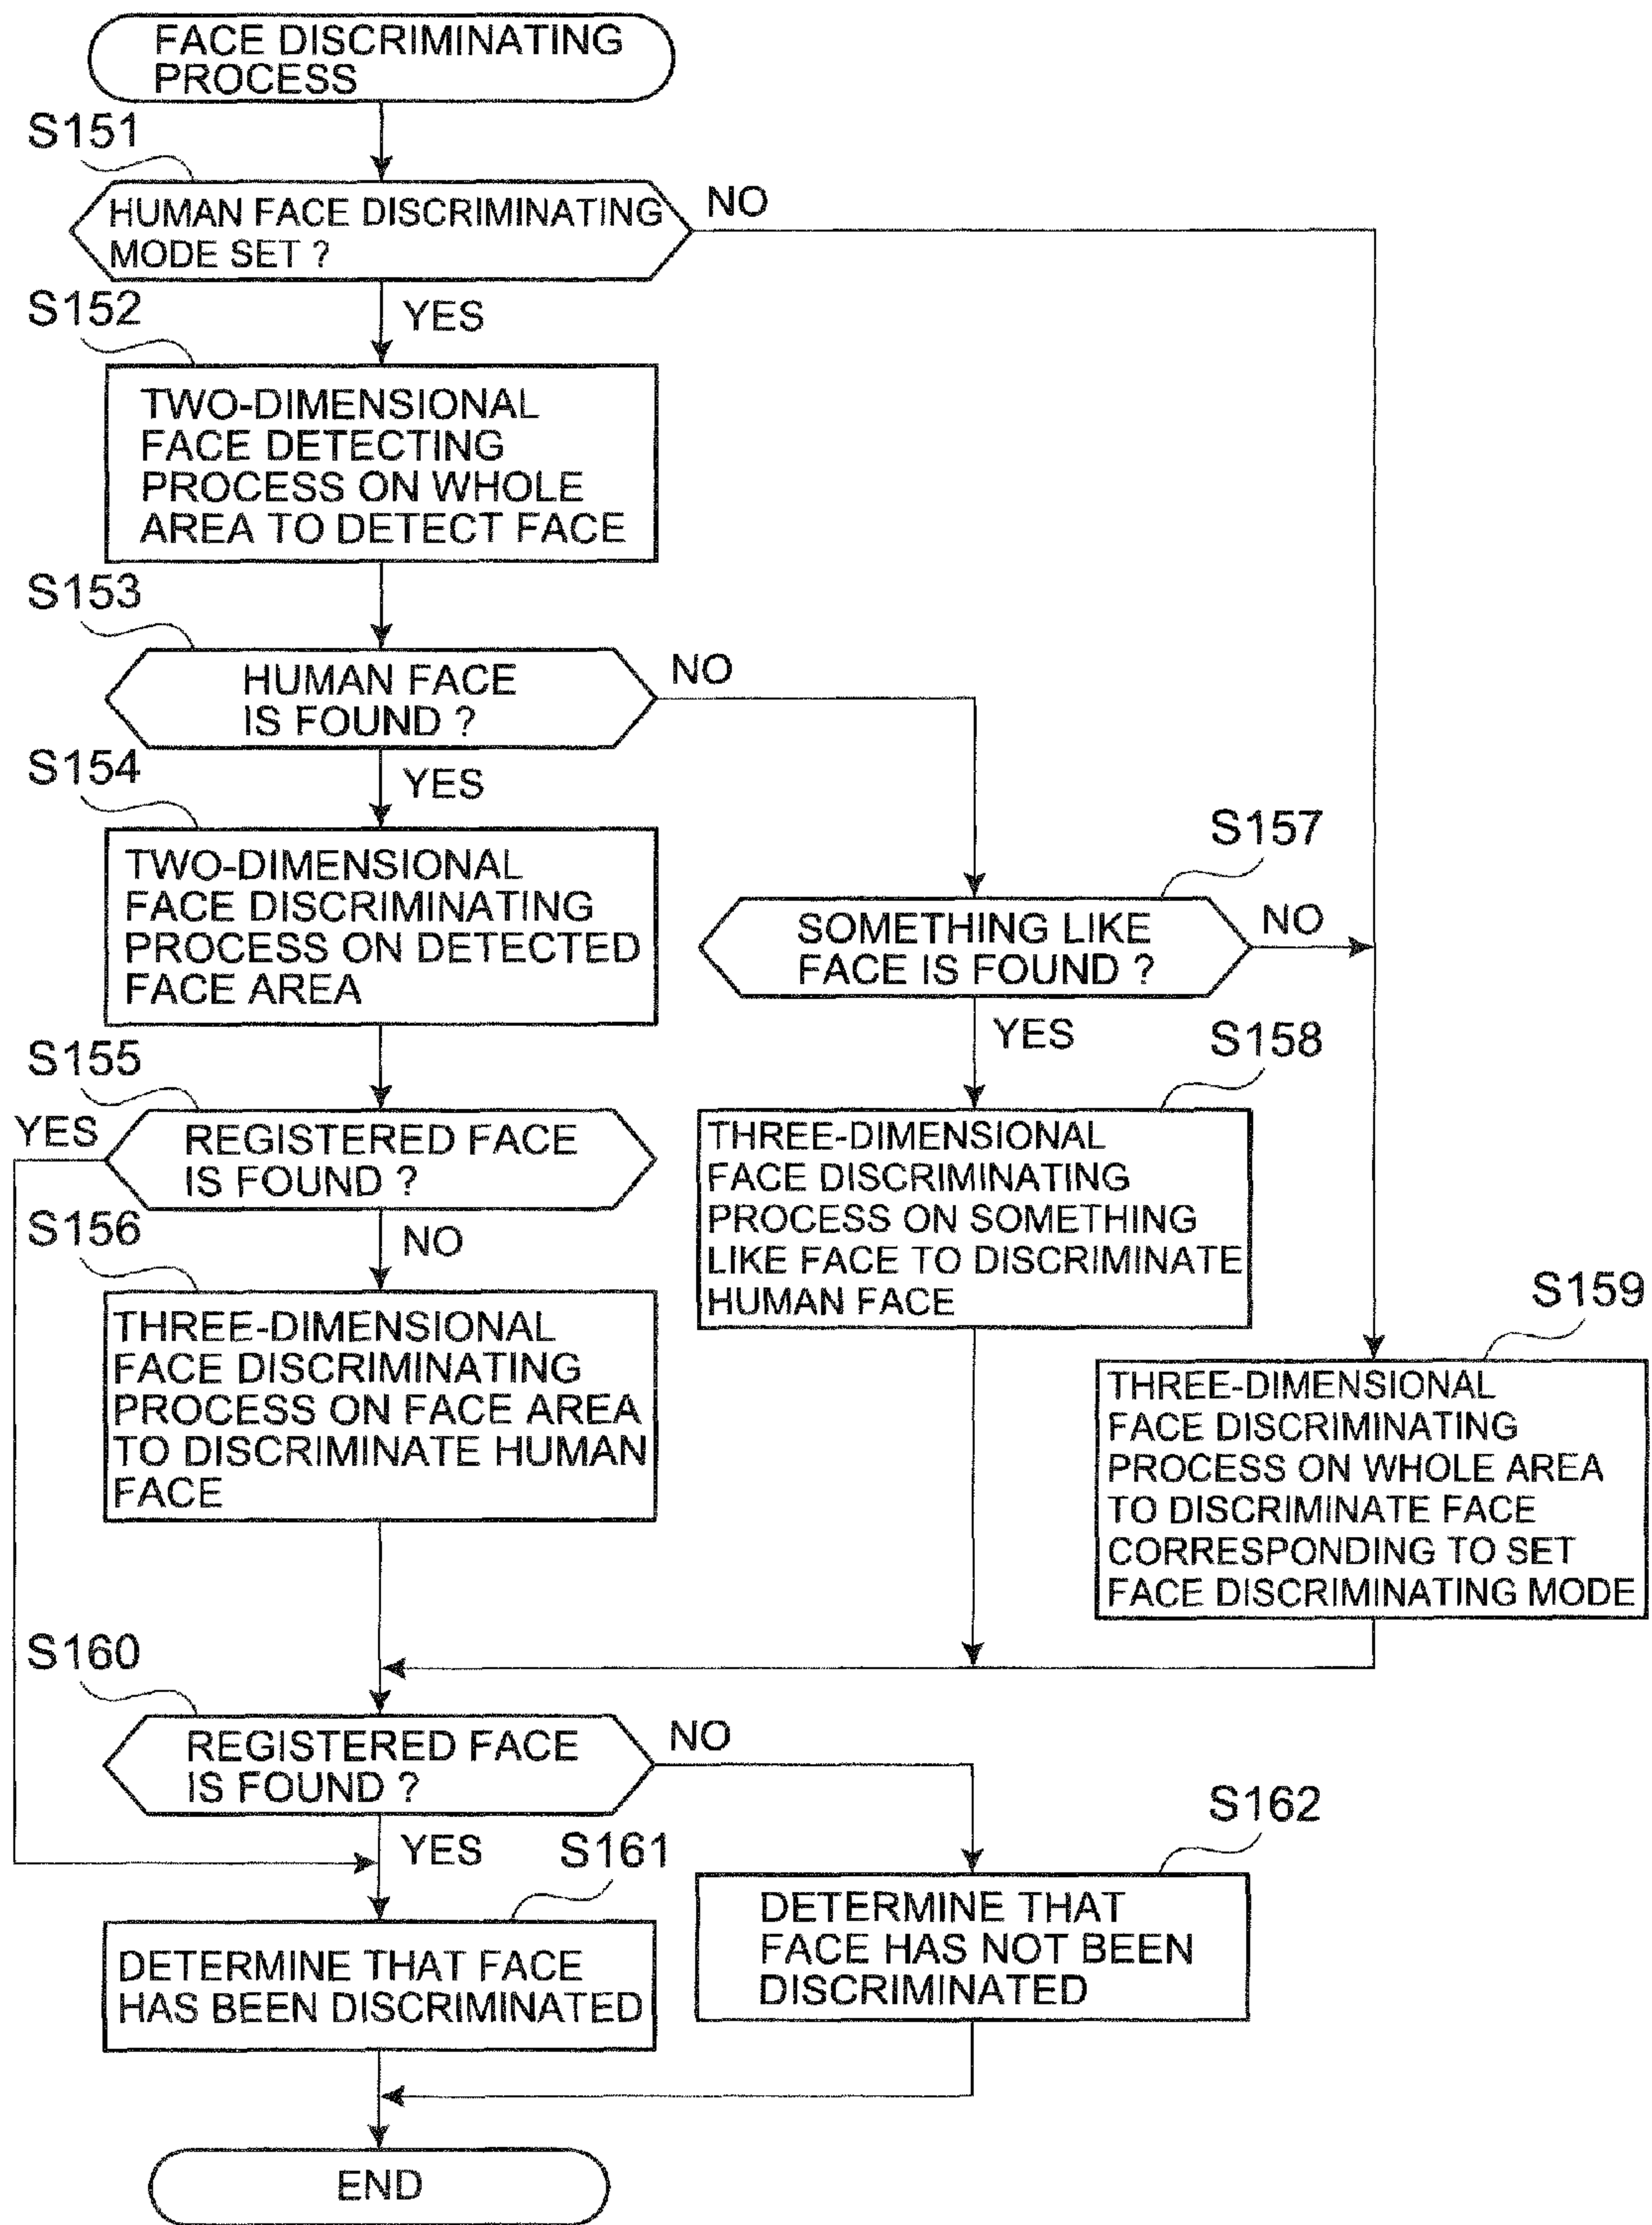 FACE DISCRIMINATING
PROCESS
S151
HUMAN FACE DISCRIMINATING
MODE SET ?
NO
YES
S152
TWO-DIMENSIONAL
FACE DETECTING
PROCESS ON WHOLE
AREA TO DETECT FACE
S153
HUMAN FACE
IS FOUND ?
NO
YES
S154
TWO-DIMENSIONAL
FACE DISCRIMINATING
PROCESS ON DETECTED
FACE AREA
S157
SOMETHING LIKE
FACE IS FOUND ?
NO
YES
S155
YES
REGISTERED FACE
IS FOUND ?
NO
S158
THREE-DIMENSIONAL
FACE DISCRIMINATING
PROCESS ON SOMETHING
LIKE FACE TO DISCRIMINATE
HUMAN FACE
S156
THREE-DIMENSIONAL
FACE DISCRIMINATING
PROCESS ON FACE AREA
TO DISCRIMINATE HUMAN
FACE
S159
THREE-DIMENSIONAL
FACE DISCRIMINATING
PROCESS ON WHOLE AREA
TO DISCRIMINATE FACE
CORRESPONDING TO SET
FACE DISCRIMINATING MODE
S160
REGISTERED FACE
IS FOUND ?
NO
YES
S161
DETERMINE THAT FACE
HAS BEEN DISCRIMINATED
S162
DETERMINE THAT
FACE HAS NOT BEEN
DISCRIMINATED
END